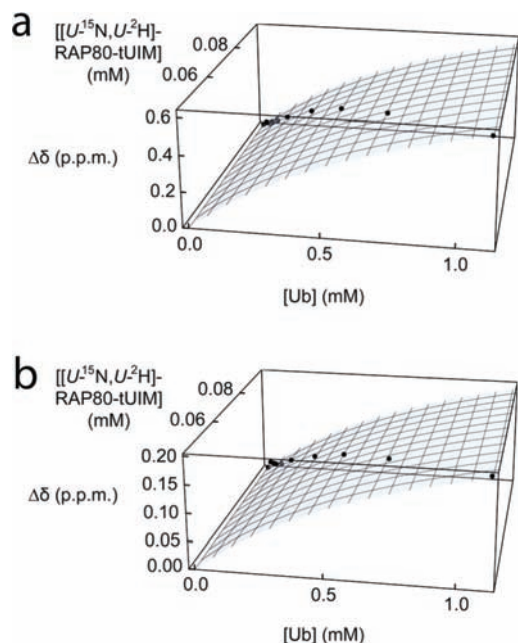 a
[[U-¹⁵N,U-²H]-
RAP80-tUIM]
(mM)
0.08
0.06
0.6
0.4
0.2
0.0
Δδ (p.p.m.)
0.0
0.5
1.0
[Ub] (mM)
b
[[U-¹⁵N,U-²H]-
RAP80-tUIM]
(mM)
0.08
0.06
0.20
0.15
0.10
0.05
0.00
Δδ (p.p.m.)
0.0
0.5
1.0
[Ub] (mM)